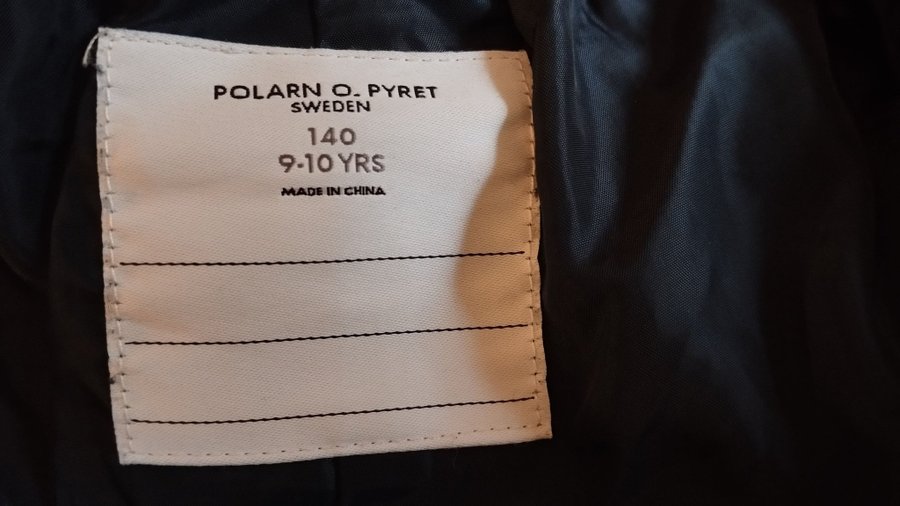 POLARN O. PYRET
SWEDEN
140
9-10 YRS
MADE IN CHINA